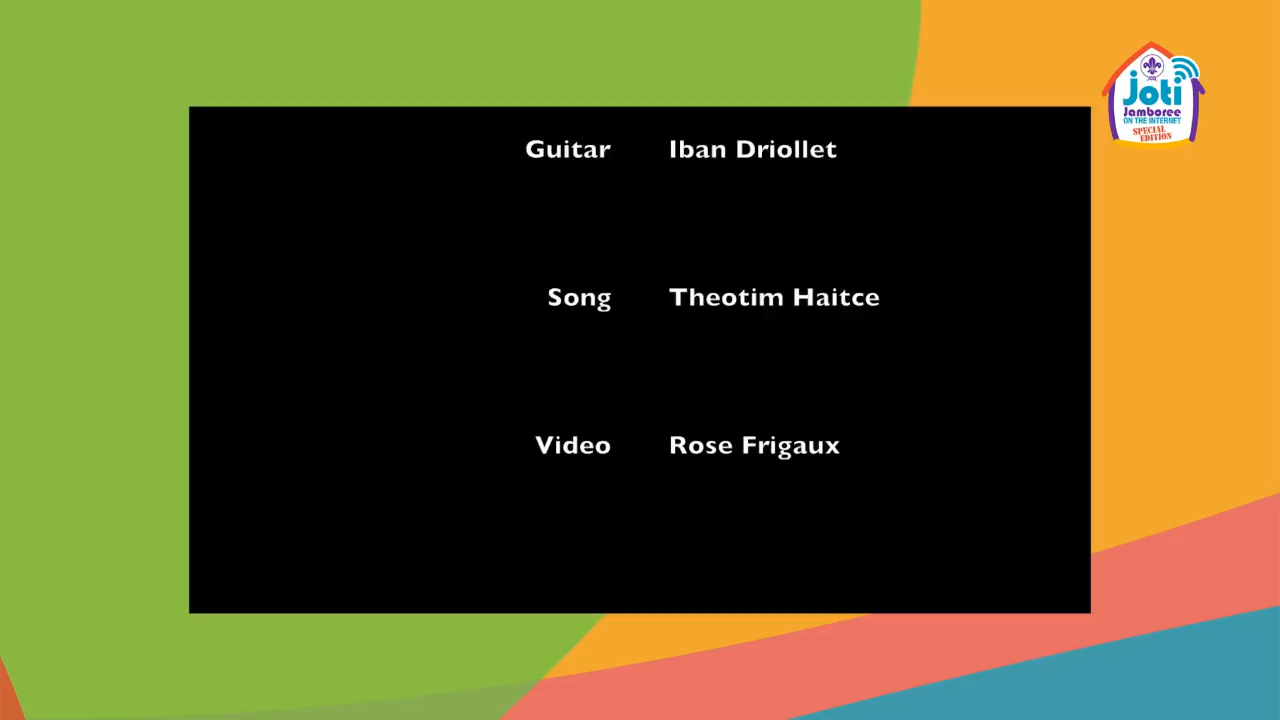 joti
Jamboree
ON THE INTERNET
SPECIAL
EDITION
Guitar Iban Driollet
Song Theotim Haitce
Video Rose Frigaux